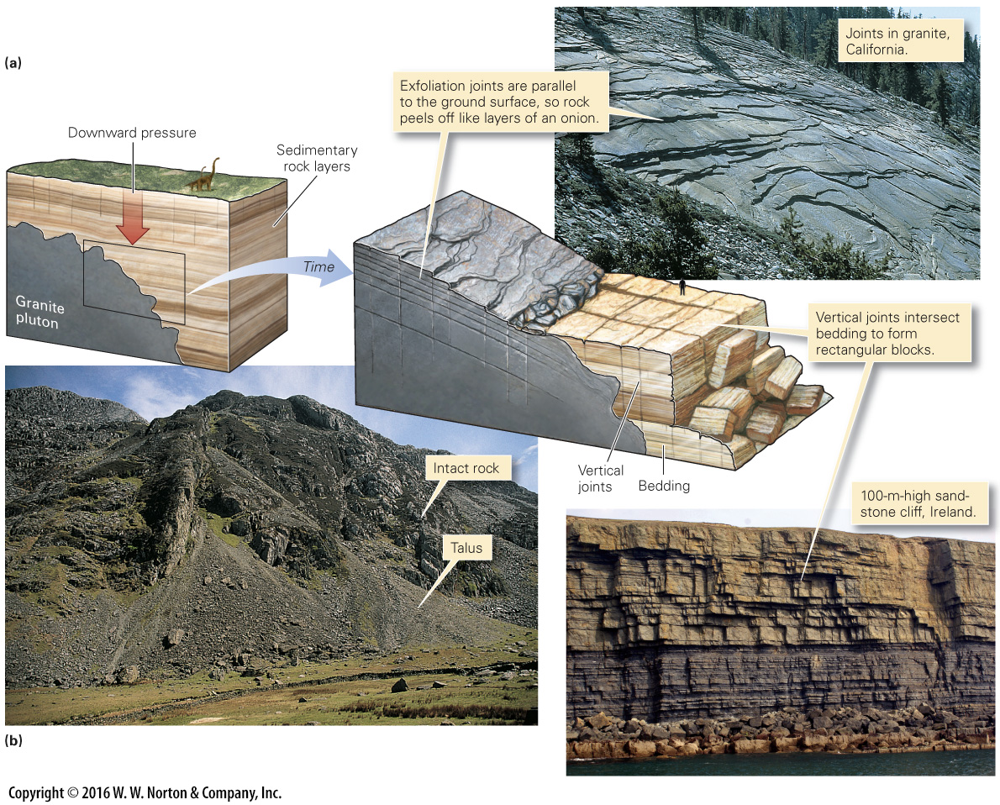 (a)
Joints in granite,
California.
Exfoliation joints are parallel
to the ground surface, so rock
peels off like layers of an onion.
Downward pressure
Sedimentary
rock layers
Time
Granite
pluton
Vertical joints intersect
bedding to form
rectangular blocks.
Intact rock
Vertical
joints
Bedding
100-m-high sand-
stone cliff, Ireland.
Talus
(b)
Copyright © 2016 W. W. Norton & Company, Inc.